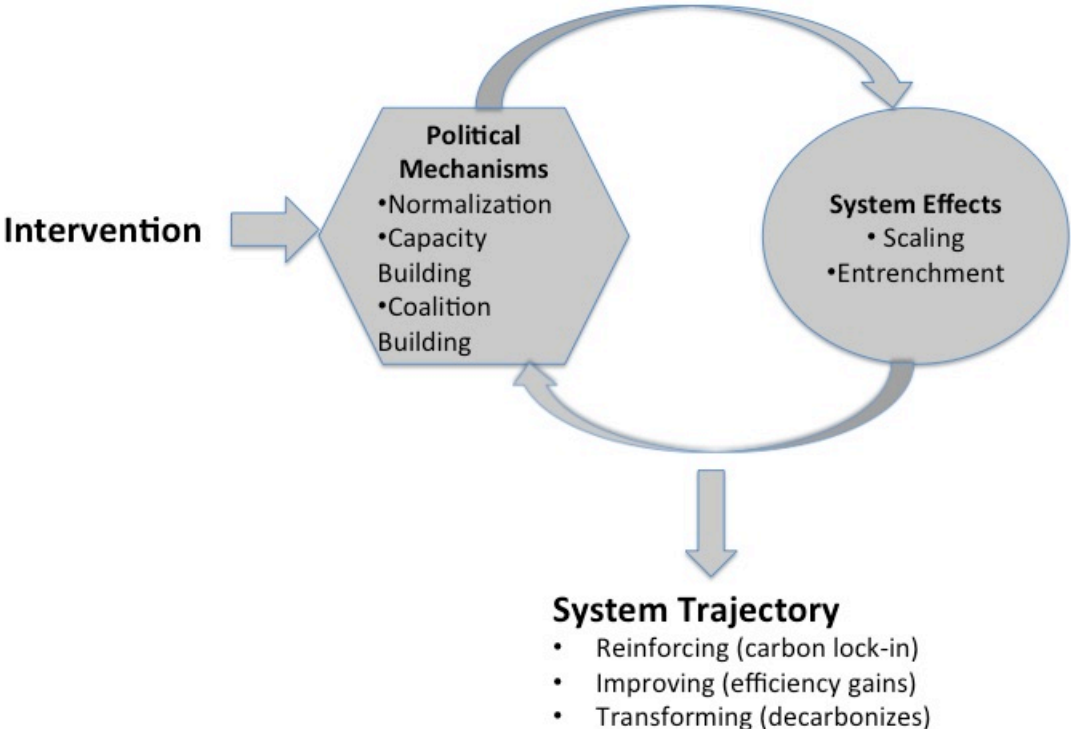 Intervention
Political
Mechanisms
•Normalization
•Capacity
Building
•Coalition
Building
System Effects
• Scaling
•Entrenchment
System Trajectory
• Reinforcing (carbon lock-in)
• Improving (efficiency gains)
• Transforming (decarbonizes)